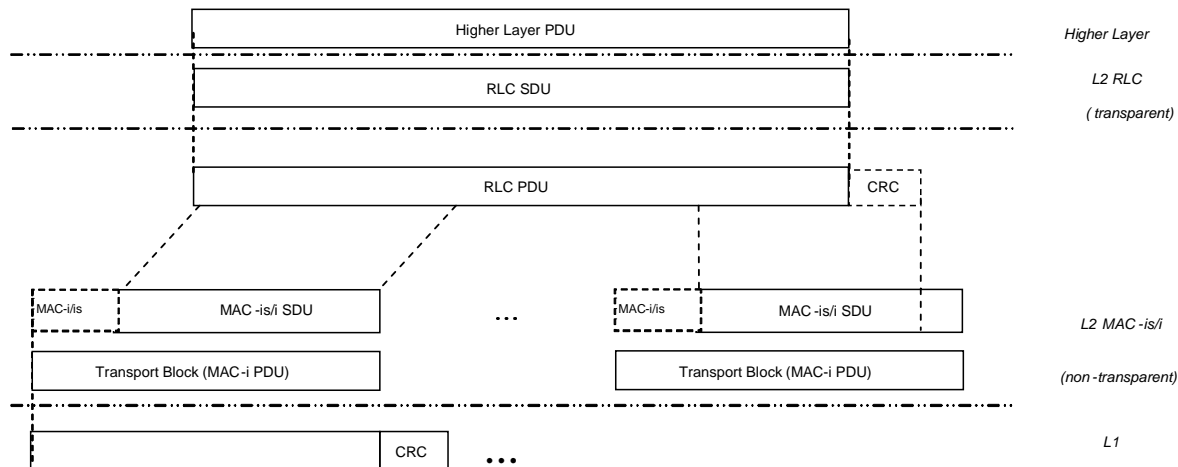 Higher Layer PDU
Higher Layer
RLC SDU
L2 RLC
( transparent)
RLC PDU
CRC
MAC-i/is
MAC -is/i SDU
...
MAC-i/is
MAC -is/i SDU
L2 MAC -is/i
Transport Block (MAC-i PDU)
Transport Block (MAC-i PDU)
(non -transparent)
CRC
...
L1